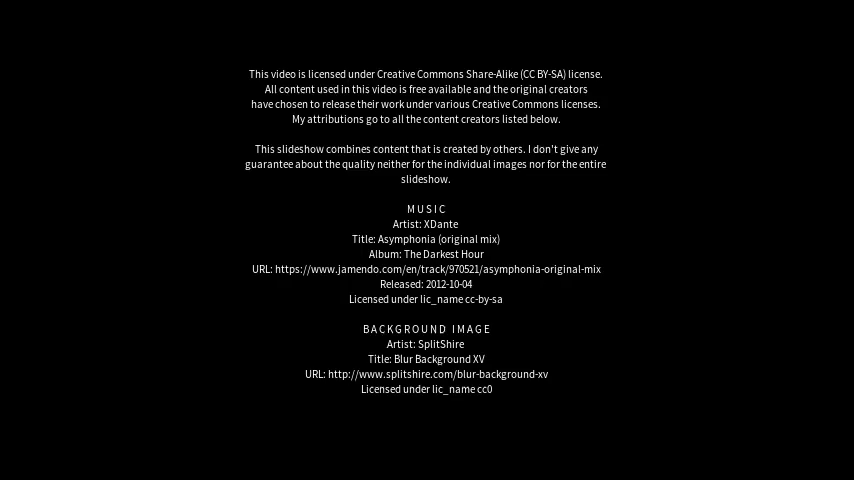 This video is licensed under Creative Commons Share-Alike (CC BY-SA) license.
All content used in this video is free available and the original creators
have chosen to release their work under various Creative Commons licenses.
My attributions go to all the content creators listed below.
This slideshow combines content that is created by others. I don't give any
guarantee about the quality neither for the individual images nor for the entire
slideshow.
MUSIC
Artist: XDante
Title: Asymphonia (original mix)
Album: The Darkest Hour
URL: https://www.jamendo.com/en/track/970521/asymphonia-original-mix
Released: 2012-10-04
Licensed under lic_name cc-by-sa
BACKGROUND IMAGE
Artist: SplitShire
Title: Blur Background XV
URL: http://www.splitshire.com/blur-background-xv
Licensed under lic_name cc0